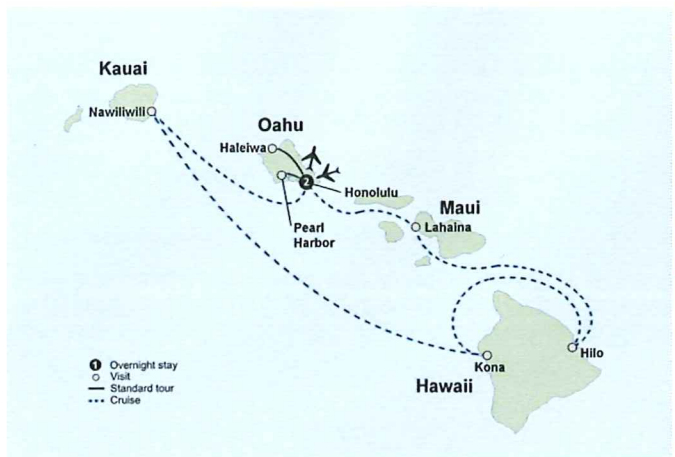 Kauai
Nawiliwili
Oahu
Haleiwa
2
Honolulu
Pearl
Harbor
Maui
Lahaina
Hilo
Kona
Hawaii
1 Overnight stay
Visit
Standard tour
Cruise